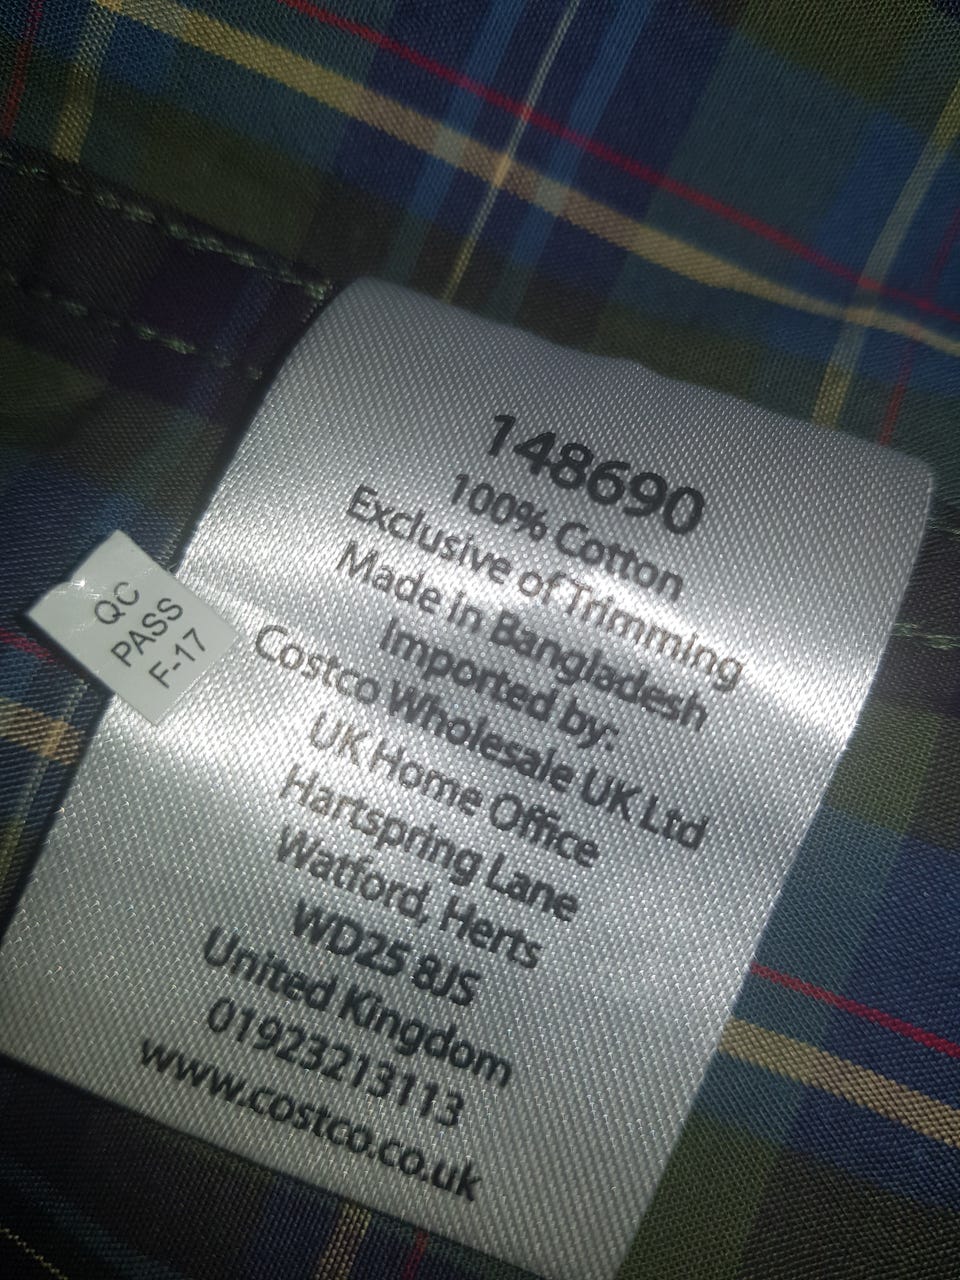 148690
100% Cotton
Exclusive of Trimming
Made in Bangladesh
Imported by:
Costco Wholesale UK Ltd
UK Home Office
Hartspring Lane
Watford, Herts
WD25 8JS
United Kingdom
01923213113
www.costco.co.uk
QC
PASS
F-17